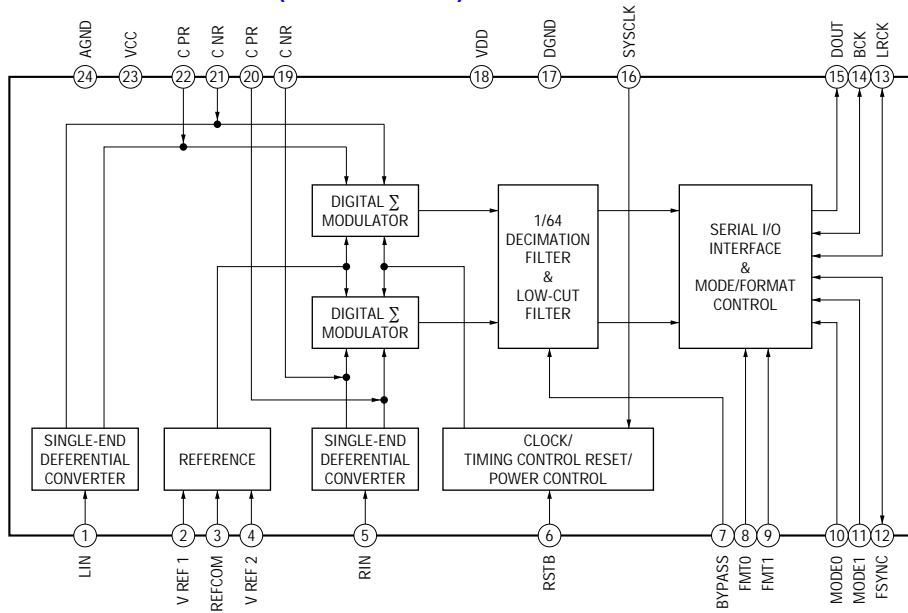 AGND
VCC
C PR
C NR
C PR
C NR
VDD
DGND
SYSCLK
DOUT
BCK
LRCK
24
23
22
21
20
19
18
17
16
15
14
13
DIGITAL ∑
MODULATOR
1/64
DECIMATION
FILTER
&
LOW-CUT
FILTER
SERIAL I/O
INTERFACE
&
MODE/FORMAT
CONTROL
DIGITAL ∑
MODULATOR
SINGLE-END
DEFERENTIAL
CONVERTER
REFERENCE
SINGLE-END
DEFERENTIAL
CONVERTER
CLOCK/
TIMING CONTROL RESET/
POWER CONTROL
1
2
3
4
5
6
7
8
9
10
11
12
LIN
V REF 1
REFCOM
V REF 2
RIN
RSTB
BYPASS
FMT0
FMT1
MODE0
MODE1
FSYNC